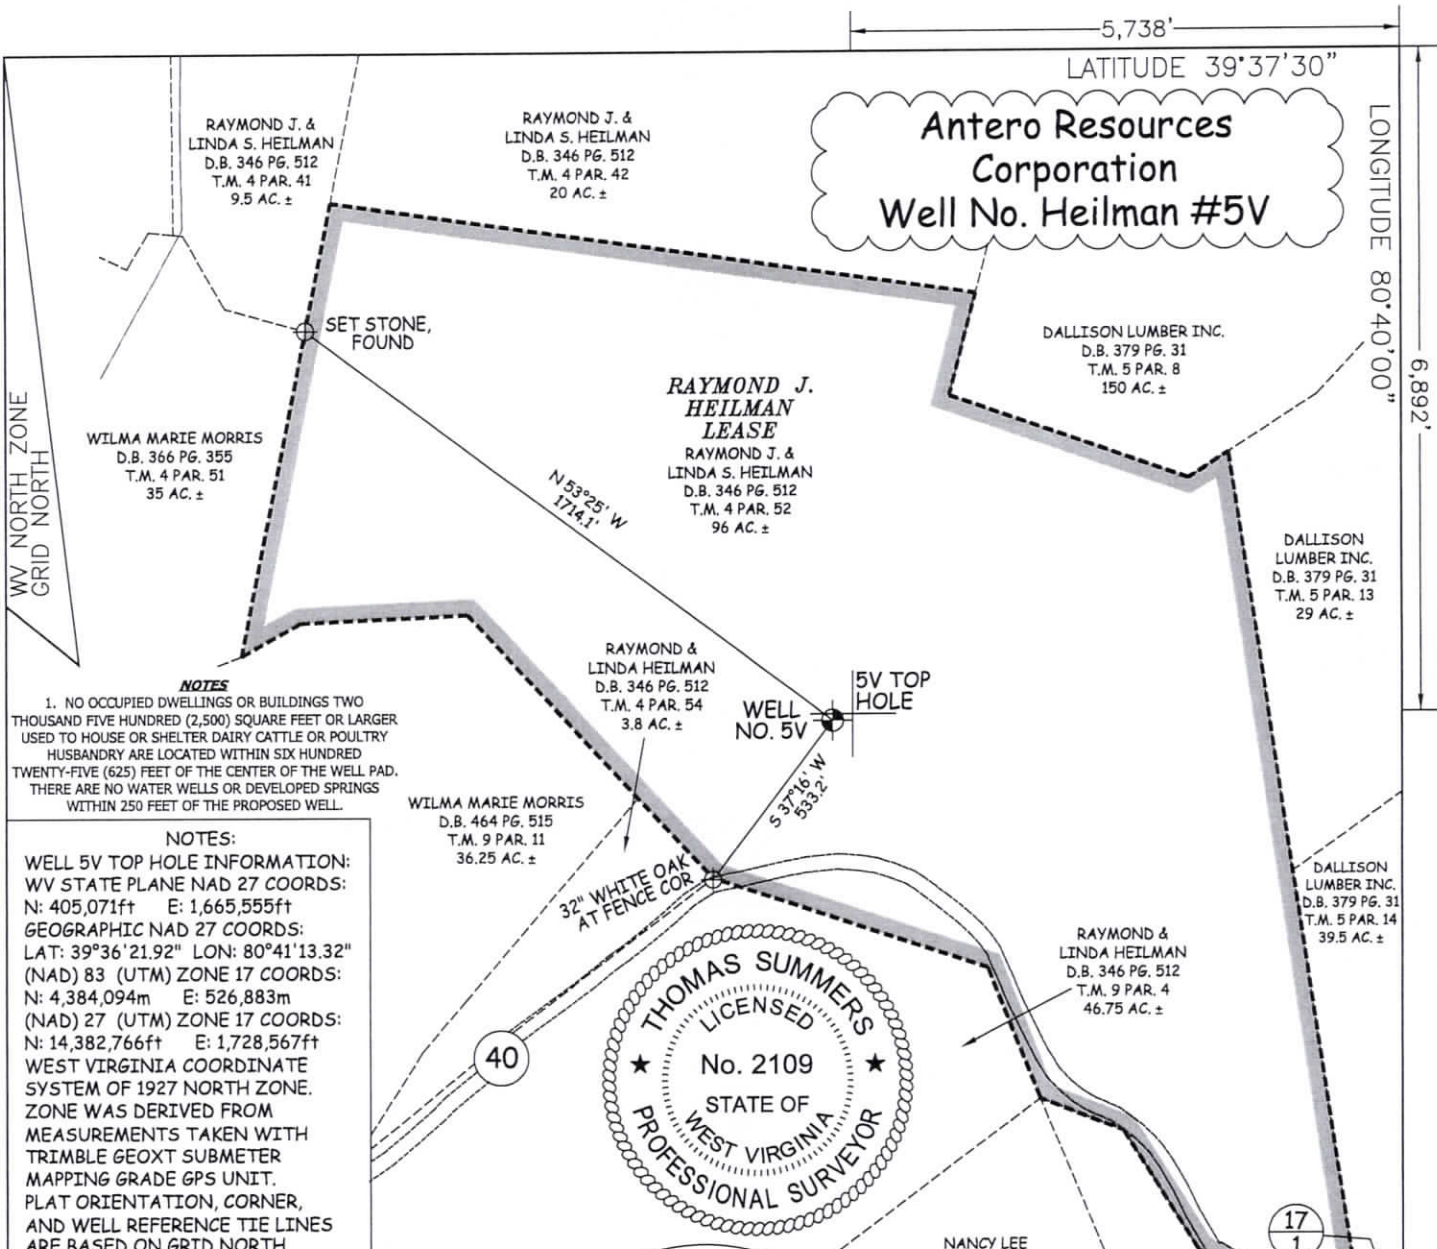 5,738'
LATITUDE 39°37'30"
Antero Resources
Corporation
Well No. Heilman #5V
LONGITUDE 80°40'00"
6,892'
RAYMOND J. &
LINDA S. HEILMAN
D.B. 346 PG. 512
T.M. 4 PAR. 41
9.5 AC. ±
RAYMOND J. &
LINDA S. HEILMAN
D.B. 346 PG. 512
T.M. 4 PAR. 42
20 AC. ±
SET STONE,
FOUND
DALLISON LUMBER INC.
D.B. 379 PG. 31
T.M. 5 PAR. 8
150 AC. ±
RAYMOND J.
HEILMAN
LEASE
RAYMOND J. &
LINDA S. HEILMAN
D.B. 346 PG. 512
T.M. 4 PAR. 52
96 AC. ±
WILMA MARIE MORRIS
D.B. 366 PG. 355
T.M. 4 PAR. 51
35 AC. ±
WV NORTH ZONE
GRID NORTH
N 53°25' W
1714.1'
DALLISON
LUMBER INC.
D.B. 379 PG. 31
T.M. 5 PAR. 13
29 AC. ±
RAYMOND &
LINDA HEILMAN
D.B. 346 PG. 512
T.M. 4 PAR. 54
3.8 AC. ±
5V TOP
HOLE
WELL
NO. 5V
S 37°16' W
533.2'
NOTES
1. NO OCCUPIED DWELLINGS OR BUILDINGS TWO
THOUSAND FIVE HUNDRED (2,500) SQUARE FEET OR LARGER
USED TO HOUSE OR SHELTER DAIRY CATTLE OR POULTRY
HUSBANDRY ARE LOCATED WITHIN SIX HUNDRED
TWENTY-FIVE (625) FEET OF THE CENTER OF THE WELL PAD.
THERE ARE NO WATER WELLS OR DEVELOPED SPRINGS
WITHIN 250 FEET OF THE PROPOSED WELL.
WILMA MARIE MORRIS
D.B. 464 PG. 515
T.M. 9 PAR. 11
36.25 AC. ±
32" WHITE OAK
AT FENCE COR
DALLISON
LUMBER INC.
D.B. 379 PG. 31
T.M. 5 PAR. 14
39.5 AC. ±
RAYMOND &
LINDA HEILMAN
D.B. 346 PG. 512
T.M. 9 PAR. 4
46.75 AC. ±
NOTES:
WELL 5V TOP HOLE INFORMATION:
WV STATE PLANE NAD 27 COORDS:
N: 405,071ft E: 1,665,555ft
GEOGRAPHIC NAD 27 COORDS:
LAT: 39°36'21.92" LON: 80°41'13.32"
(NAD) 83 (UTM) ZONE 17 COORDS:
N: 4,384,094m E: 526,883m
(NAD) 27 (UTM) ZONE 17 COORDS:
N: 14,382,766ft E: 1,728,567ft
WEST VIRGINIA COORDINATE
SYSTEM OF 1927 NORTH ZONE.
ZONE WAS DERIVED FROM
MEASUREMENTS TAKEN WITH
TRIMBLE GEOXT SUBMETER
MAPPING GRADE GPS UNIT.
PLAT ORIENTATION, CORNER,
AND WELL REFERENCE TIE LINES
ARE BASED ON GRID NORTH
40
THOMAS SUMMERS
LICENSED
No. 2109
STATE OF
WEST VIRGINIA
PROFESSIONAL SURVEYOR
17
1
NANCY LEE